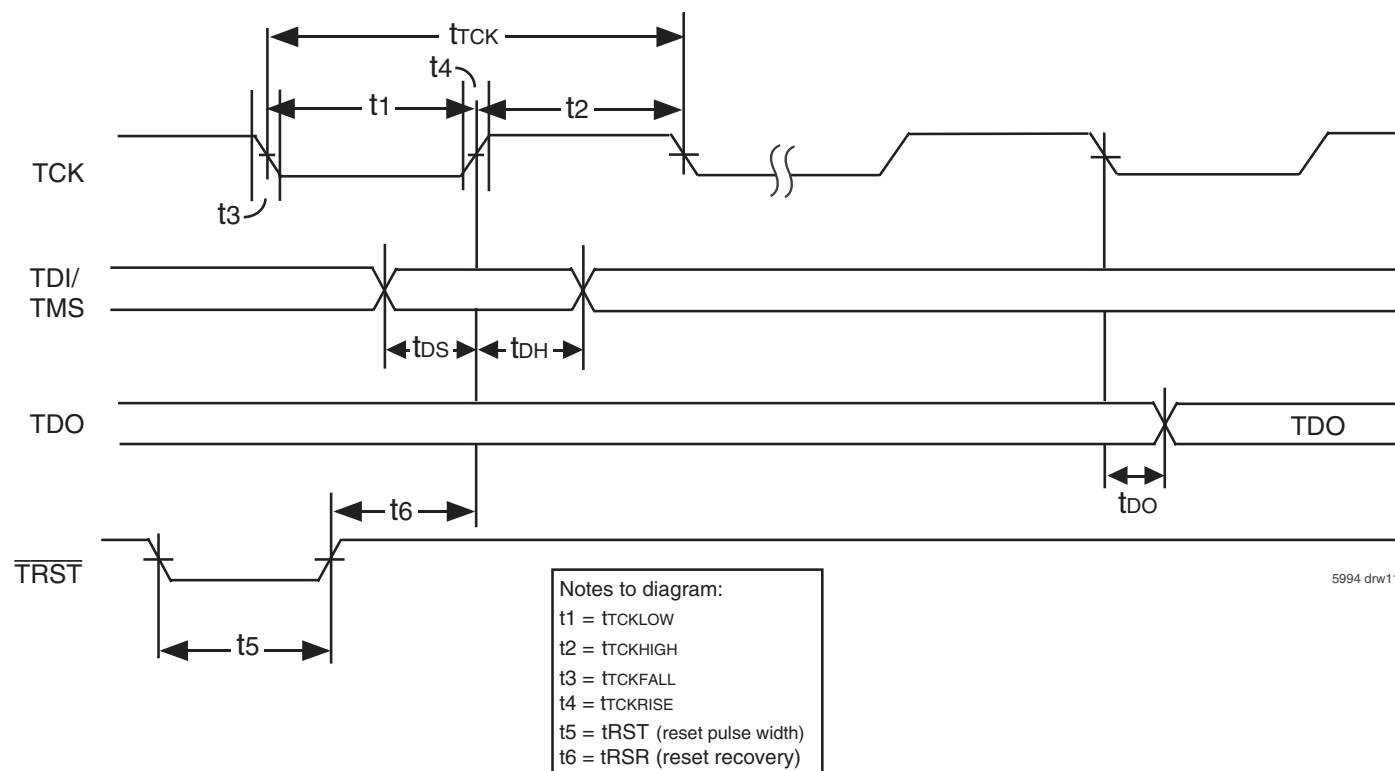 tTCK
t4
t1
t2
TCK
t3
TDI/
TMS
tDS
tDH
TDO
TDO
tDO
t6
TRST
5994 drw11
t5
Notes to diagram:
t1 = tTCKLOW
t2 = tTCKHIGH
t3 = tTCKFALL
t4 = tTCKRISE
t5 = tRST (reset pulse width)
t6 = tRSR (reset recovery)